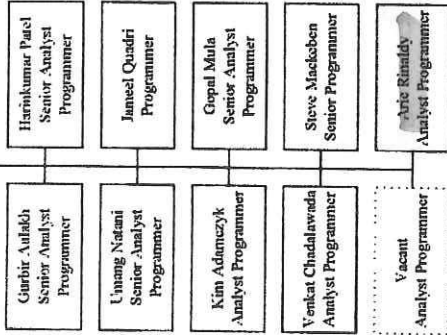 Harinkumar Patel
Senior Analyst
Programmer
Jameel Quadri
Programmer
Gopal Mula
Senior Analyst
Programmer
Steve Mackeben
Senior Programmer
Arie Rinaldy
Analyst Programmer
Gurbir Aulakh
Senior Analyst
Programmer
Umang Natani
Senior Analyst
Programmer
Kim Adamczyk
Analyst Programmer
Venkat Chadalawada
Analyst Programmer
Vacant
Analyst Programmer